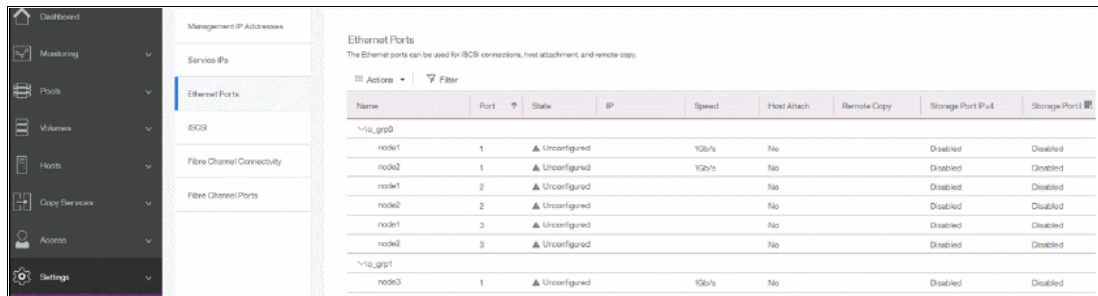 Dashboard
Monitoring
Pools
Volumes
Hosts
Copy Services
Access
Settings
Management IP Addresses
Service IPs
Ethernet Ports
iSCSI
Fibre Channel Connectivity
Fibre Channel Ports
Ethernet Ports
The Ethernet ports can be used for iSCSI connections, host attachment, and remote copy.
Actions Filter
Name Port State IP Speed Host Attach Remote Copy Storage Port IPv4 Storage Port
io_grp0
node1 1 Unconfigured 1Gb/s No Disabled Disabled
node2 1 Unconfigured 1Gb/s No Disabled Disabled
node1 2 Unconfigured No Disabled Disabled
node2 2 Unconfigured No Disabled Disabled
node1 3 Unconfigured No Disabled Disabled
node2 3 Unconfigured No Disabled Disabled
io_grp1
node3 1 Unconfigured 1Gb/s No Disabled Disabled